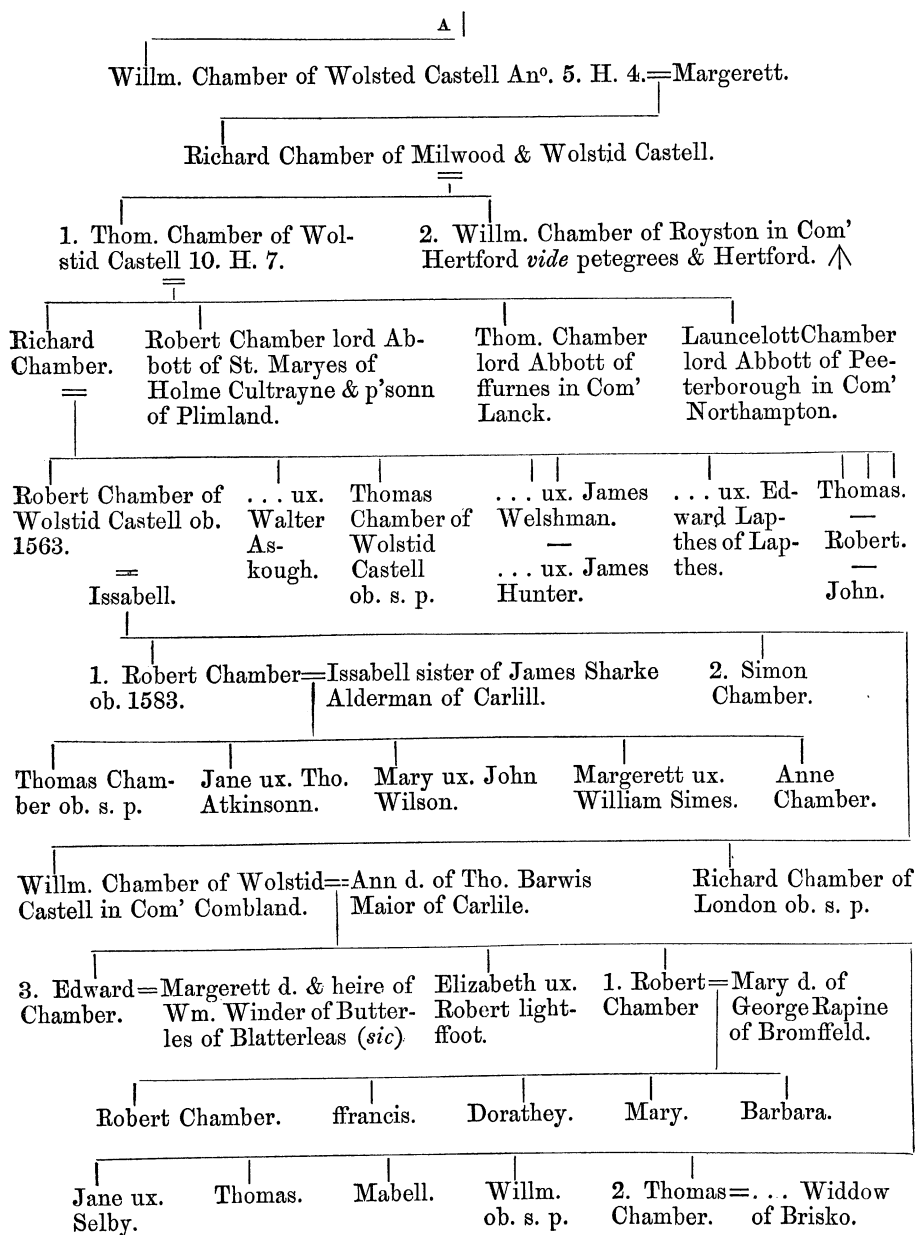 A
Willm. Chamber of Wolsted Castell Anº. 5. H. 4.=Margerett.
Richard Chamber of Milwood & Wolstid Castell.
1. Thom. Chamber of Wol-
stid Castell 10. H. 7.
2. Willm. Chamber of Royston in Com'
Hertford vide petegrees & Hertford.
Richard
Chamber.
Robert Chamber lord Ab-
bott of St. Maryes of
Holme Cultrayne & p'sonn
of Plimland.
Thom. Chamber
lord Abbott of
ffurnes in Com'
Lanck.
Launcelott Chamber
lord Abbott of Pee-
terborough in Com'
Northampton.
Robert Chamber of
Wolstid Castell ob.
1563.
=
Issabell.
. . . ux.
Walter
As-
kough.
Thomas
Chamber of
Wolstid
Castell
ob. s. p.
. . . ux. James
Welshman.
—
. . . ux. James
Hunter.
. . . ux. Ed-
ward Lap-
thes of Lap-
thes.
Thomas.
—
Robert.
—
John.
1. Robert Chamber=Issabell sister of James Sharke
ob. 1583. Alderman of Carlill.
2. Simon
Chamber.
Thomas Cham-
ber ob. s. p.
Jane ux. Tho.
Atkinsonn.
Mary ux. John
Wilson.
Margerett ux.
William Simes.
Anne
Chamber.
Willm. Chamber of Wolstid=Ann d. of Tho. Barwis
Castell in Com' Combland. Maior of Carlile.
Richard Chamber of
London ob. s. p.
3. Edward=Margerett d. & heire of
Chamber. Wm. Winder of Butter-
les of Blatterleas (sic)
Elizabeth ux.
Robert light-
ffoot.
1. Robert=Mary d. of
Chamber George Rapine
of Bromffeld.
Robert Chamber.
ffrancis.
Dorathey.
Mary.
Barbara.
Jane ux.
Selby.
Thomas.
Mabell.
Willm.
ob. s. p.
2. Thomas=. . . Widdow
Chamber. of Brisko.